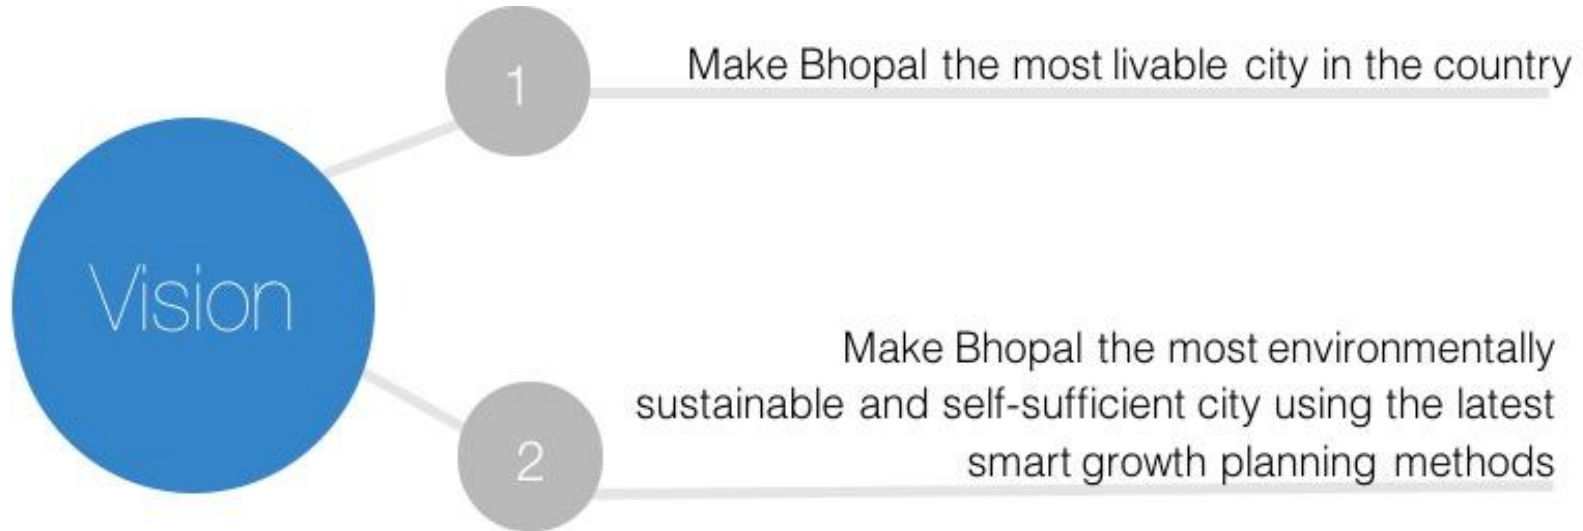 Vision
1
Make Bhopal the most livable city in the country
2
Make Bhopal the most environmentally
sustainable and self-sufficient city using the latest
smart growth planning methods